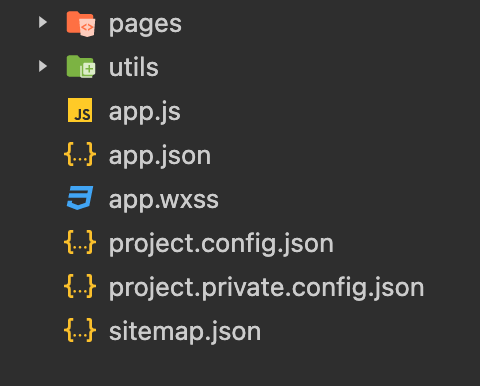 pages
utils
JS app.js
{...} app.json
app.wxss
{...} project.config.json
{...} project.private.config.json
{...} sitemap.json